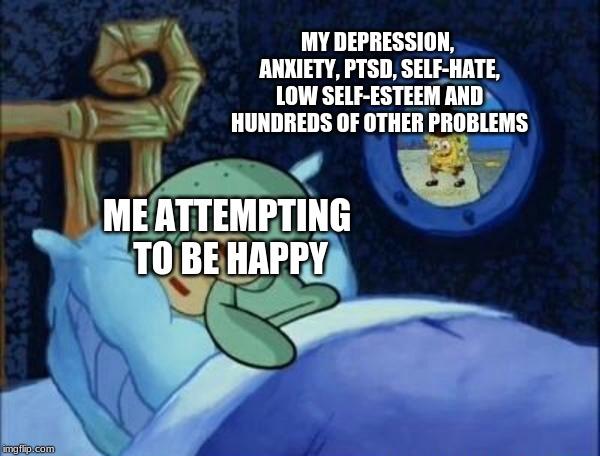 MY DEPRESSION,
ANXIETY, PTSD, SELF-HATE,
LOW SELF-ESTEEM AND
HUNDREDS OF OTHER PROBLEMS
ME ATTEMPTING
TO BE HAPPY
imgflip.com